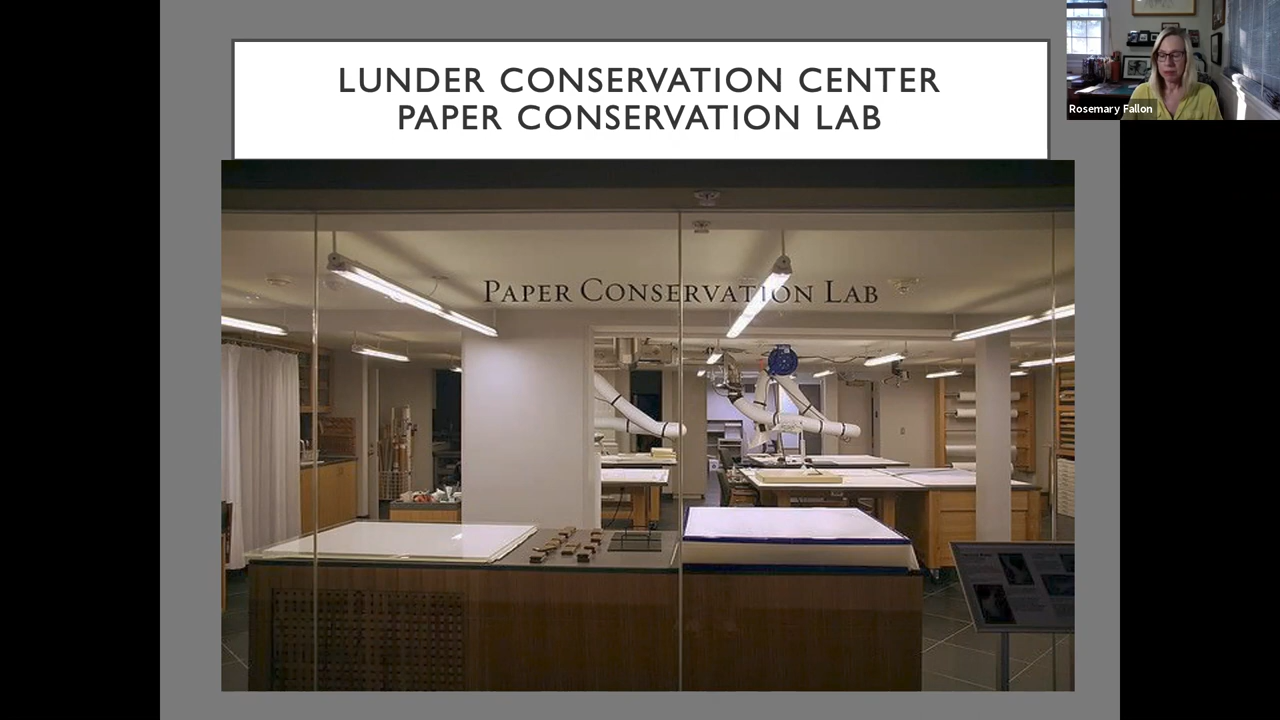 LUNDER CONSERVATION CENTER
PAPER CONSERVATION LAB
Rosemary Fallon
PAPER CONSERVATION LAB